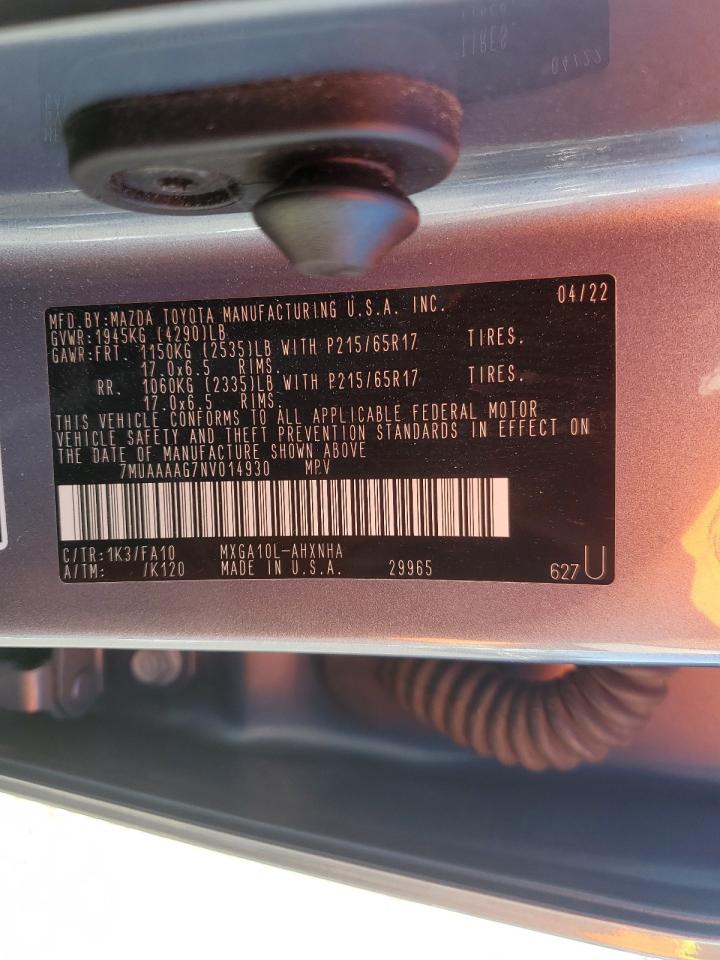 MFD.BY:MAZDA TOYOTA MANUFACTURING U.S.A. INC. 04/22
GVWR:1945KG (4290)LB
GAWR:FRT. 1150KG (2535)LB WITH P215/65R17 TIRES.
17.0x6.5 RIMS.
RR. 1060KG (2335)LB WITH P215/65R17 TIRES.
17.0x6.5 RIMS.
THIS VEHICLE CONFORMS TO ALL APPLICABLE FEDERAL MOTOR
VEHICLE SAFETY AND THEFT PREVENTION STANDARDS IN EFFECT ON
THE DATE OF MANUFACTURE SHOWN ABOVE
7MUAAAAG7NV014930 MPV
C/TR:1K3/FA10 MXGA10L-AHXNHA
A/TM: /K120 MADE IN U.S.A. 29965 627U